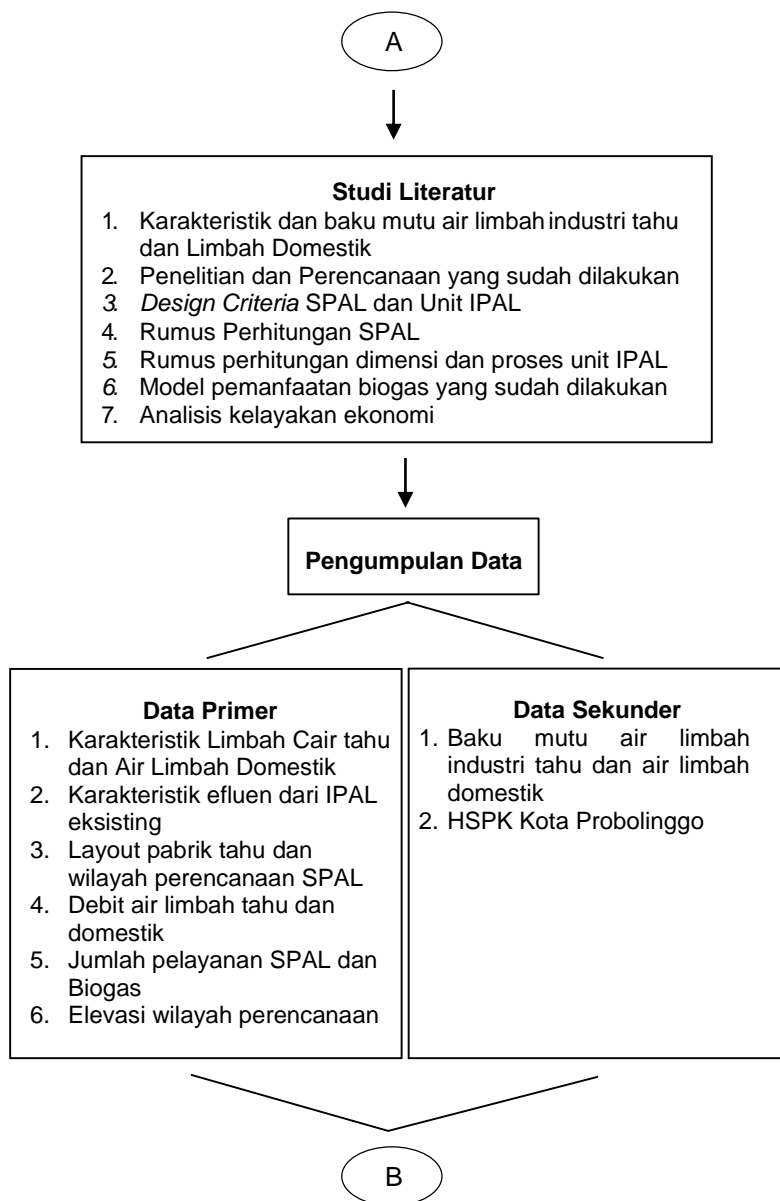 A
Studi Literatur
1. Karakteristik dan baku mutu air limbah industri tahu
dan Limbah Domestik
2. Penelitian dan Perencanaan yang sudah dilakukan
3. Design Criteria SPAL dan Unit IPAL
4. Rumus Perhitungan SPAL
5. Rumus perhitungan dimensi dan proses unit IPAL
6. Model pemanfaatan biogas yang sudah dilakukan
7. Analisis kelayakan ekonomi
Pengumpulan Data
Data Primer
1. Karakteristik Limbah Cair tahu
dan Air Limbah Domestik
2. Karakteristik efluen dari IPAL
eksisting
3. Layout pabrik tahu dan
wilayah perencanaan SPAL
4. Debit air limbah tahu dan
domestik
5. Jumlah pelayanan SPAL dan
Biogas
6. Elevasi wilayah perencanaan
Data Sekunder
1. Baku mutu air limbah
industri tahu dan air limbah
domestik
2. HSPK Kota Probolinggo
B